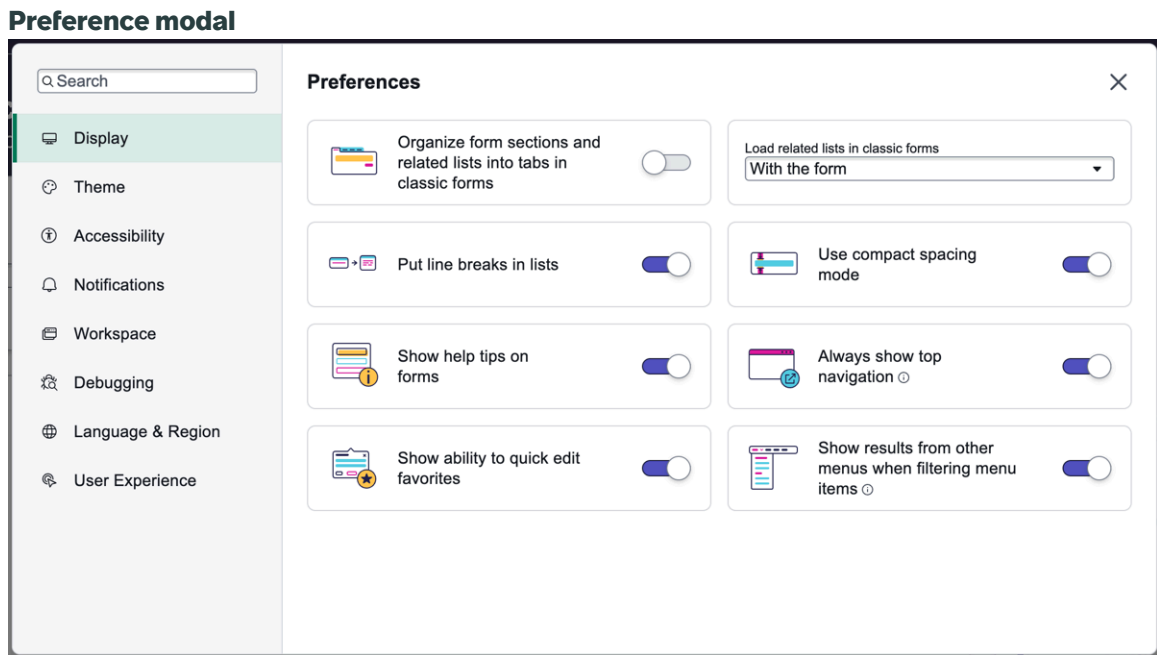 Preference modal
Search
Display
Theme
Accessibility
Notifications
Workspace
Debugging
Language & Region
User Experience
Preferences
Organize form sections and
related lists into tabs in
classic forms
Load related lists in classic forms
With the form
Put line breaks in lists
Use compact spacing
mode
Show help tips on
forms
Always show top
navigation
Show ability to quick edit
favorites
Show results from other
menus when filtering menu
items